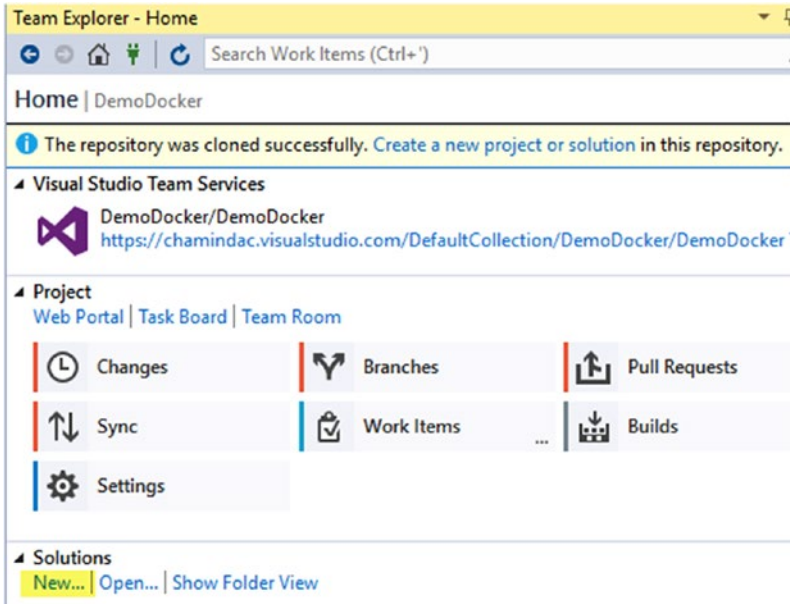 Team Explorer - Home
Search Work Items (Ctrl+')
Home | DemoDocker
The repository was cloned successfully. Create a new project or solution in this repository.
Visual Studio Team Services
DemoDocker/DemoDocker
https://chamindac.visualstudio.com/DefaultCollection/DemoDocker/DemoDocker
Project
Web Portal | Task Board | Team Room
Changes Branches Pull Requests
Sync Work Items ... Builds
Settings
Solutions
New... | Open... | Show Folder View